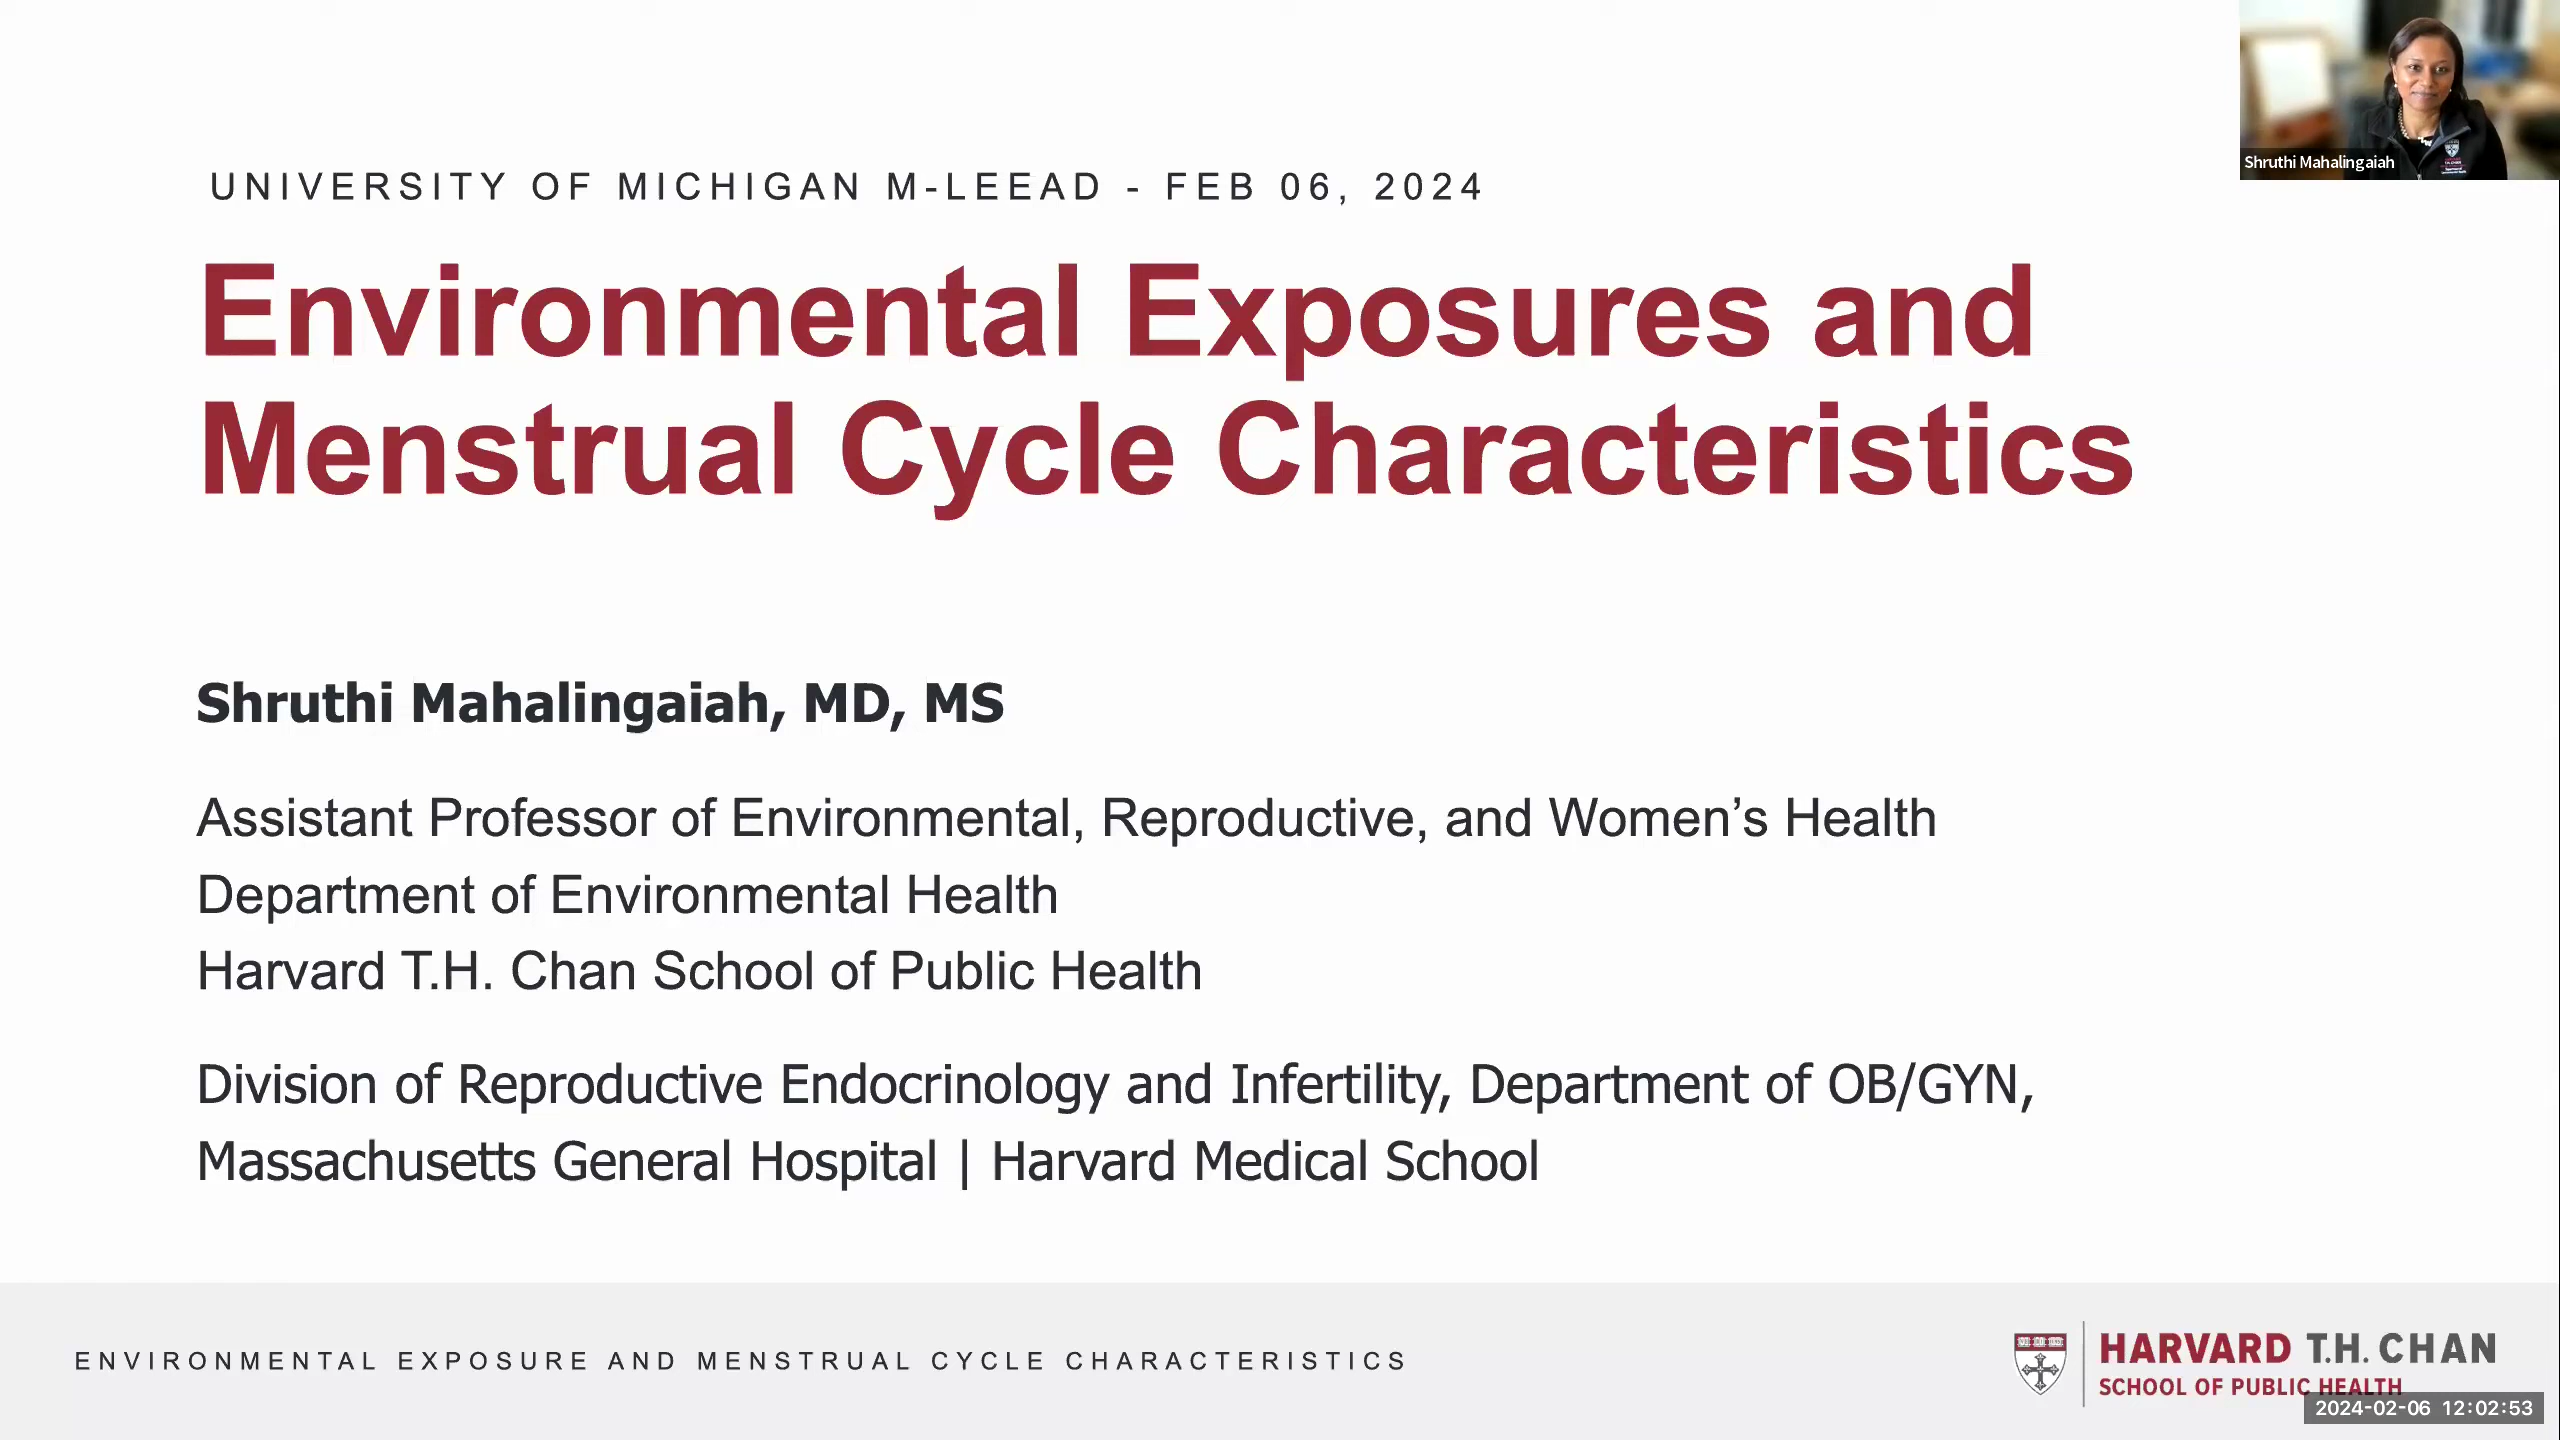 Shruthi Mahalingaiah
UNIVERSITY OF MICHIGAN M-LEEAD - FEB 06, 2024
Environmental Exposures and
Menstrual Cycle Characteristics
Shruthi Mahalingaiah, MD, MS
Assistant Professor of Environmental, Reproductive, and Women’s Health
Department of Environmental Health
Harvard T.H. Chan School of Public Health
Division of Reproductive Endocrinology and Infertility, Department of OB/GYN,
Massachusetts General Hospital | Harvard Medical School
ENVIRONMENTAL EXPOSURE AND MENSTRUAL CYCLE CHARACTERISTICS
HARVARD T.H. CHAN
SCHOOL OF PUBLIC HEALTH
2024-02-06 12:02:53